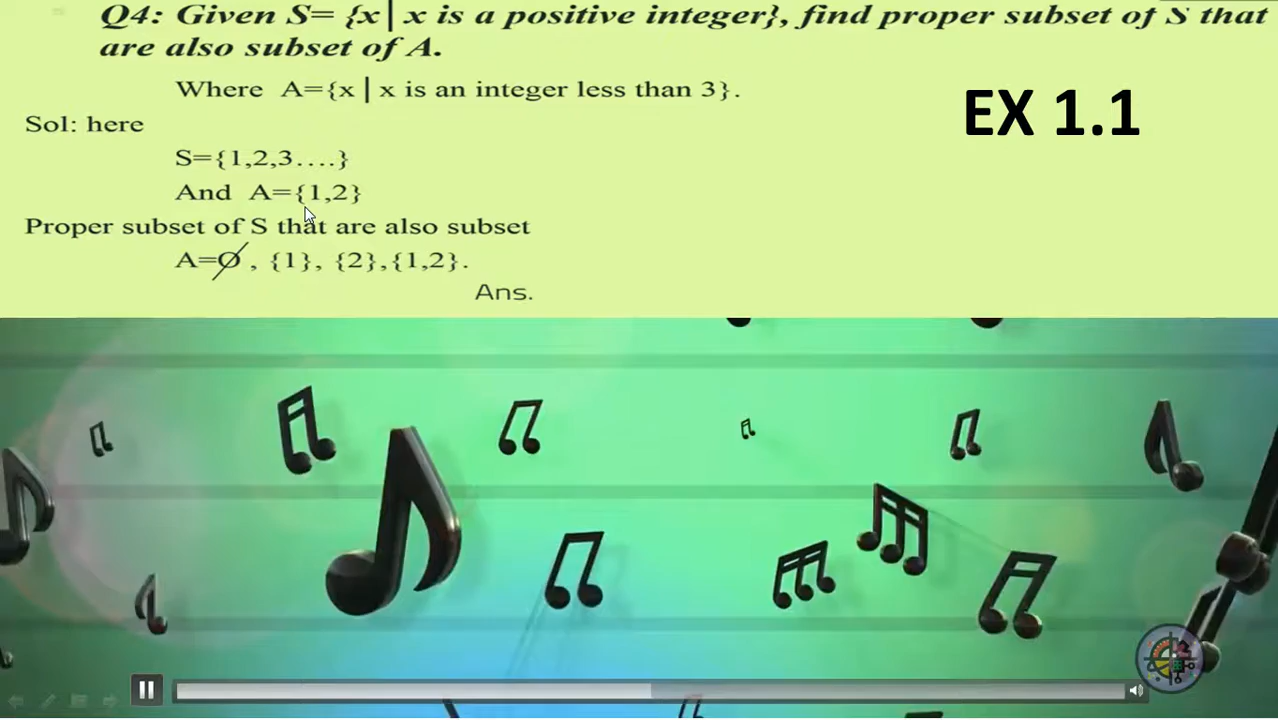 Q4: Given S= {x│x is a positive integer}, find proper subset of S that
are also subset of A.
Where A={x│x is an integer less than 3}.
EX 1.1
Sol: here
S={1,2,3….}
And A={1,2}
Proper subset of S that are also subset
A=Ø , {1}, {2},{1,2}.
Ans.